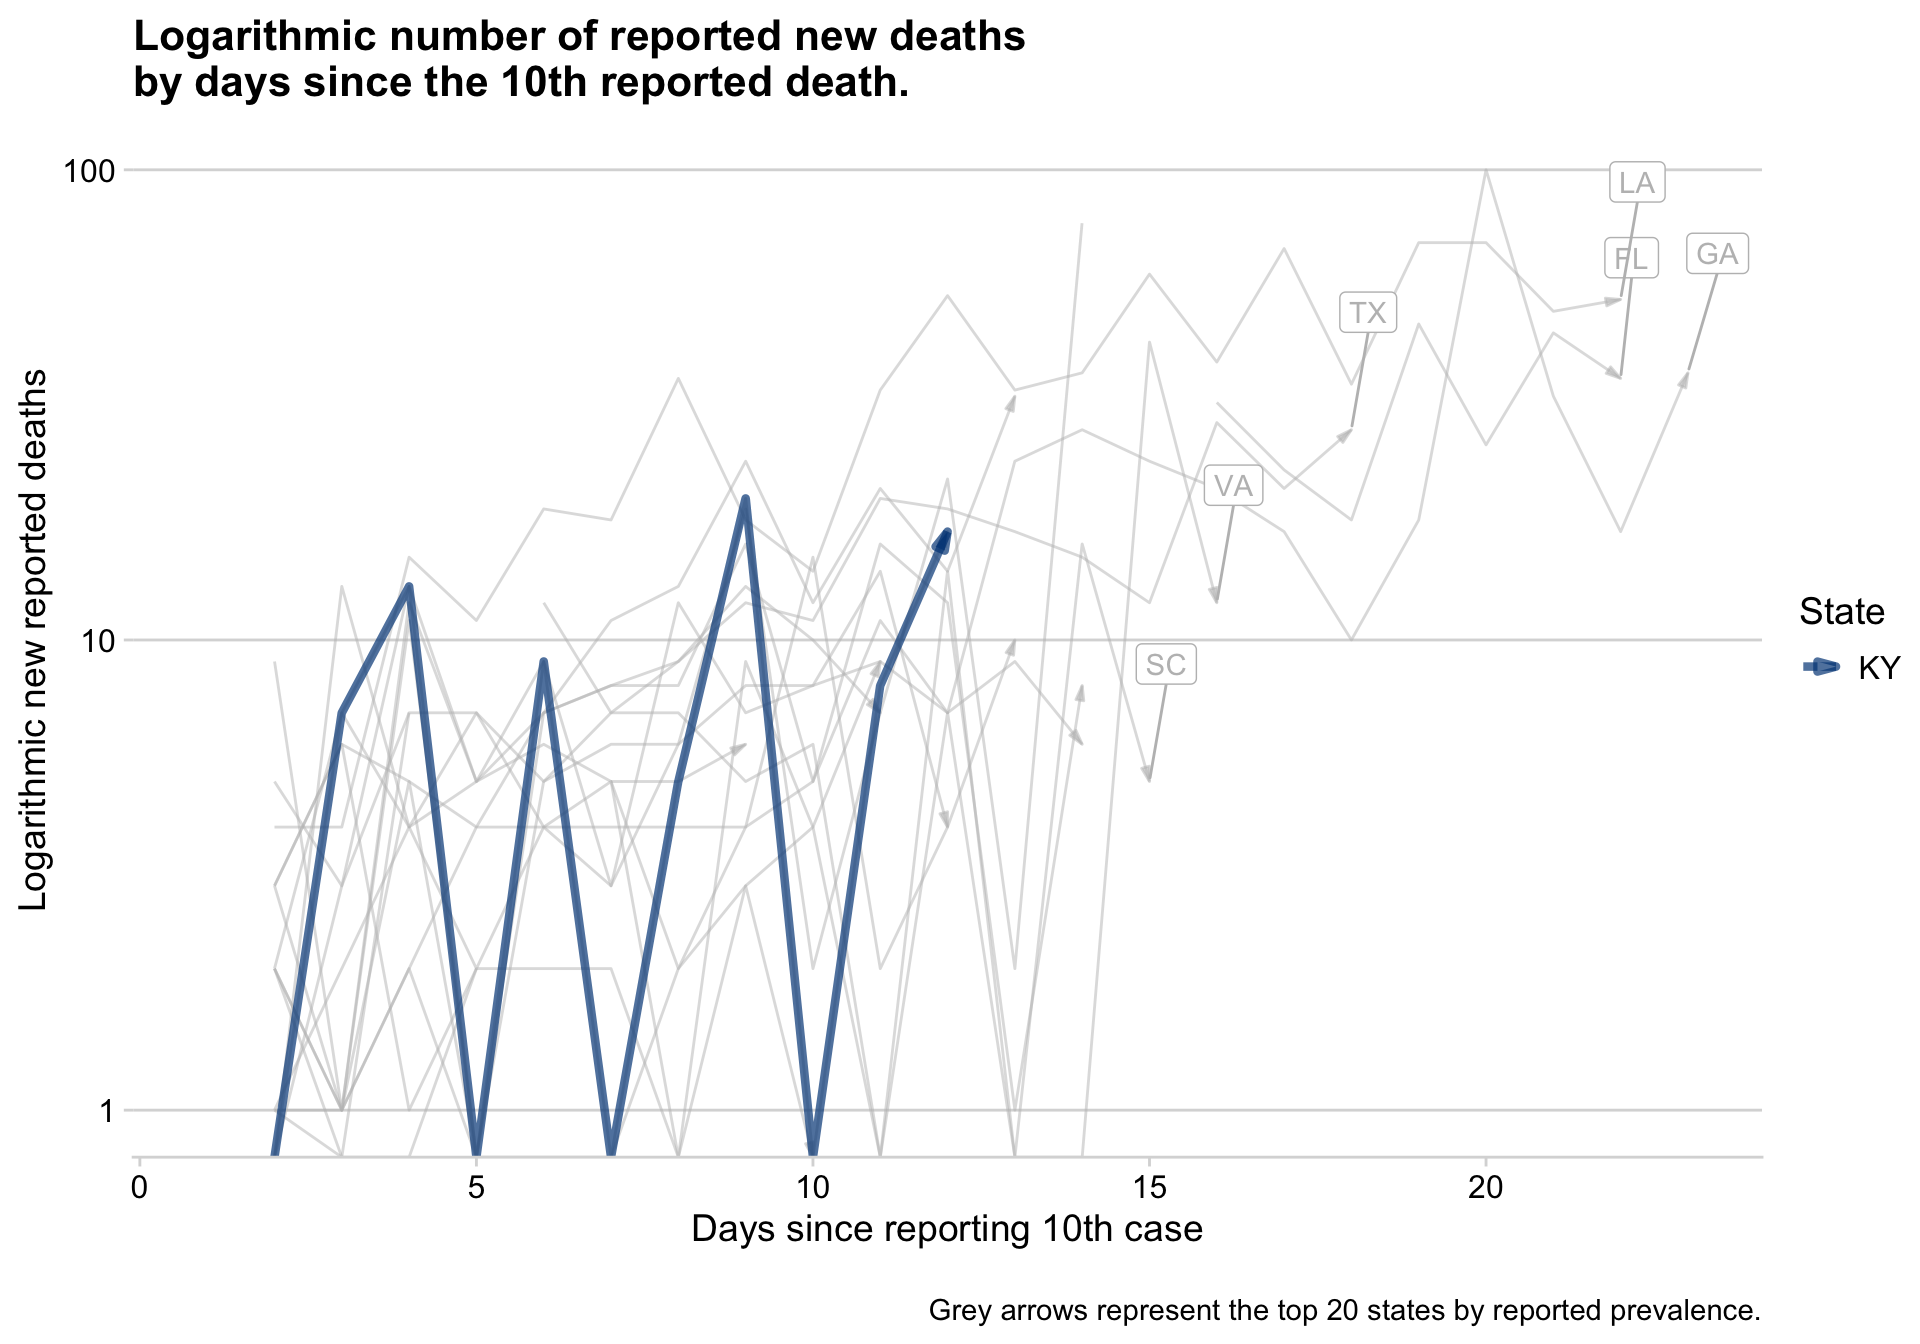 Logarithmic number of reported new deaths
by days since the 10th reported death.
Logarithmic new reported deaths
100
10
1
LA
FL
GA
TX
VA
SC
State
KY
0 5 10 15 20
Days since reporting 10th case
Grey arrows represent the top 20 states by reported prevalence.